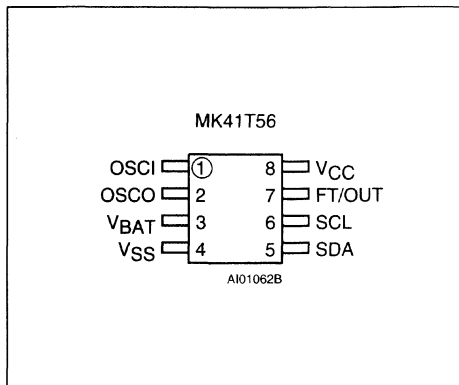 MK41T56
OSCI 1 8 VCC
OSCO 2 7 FT/OUT
VBAT 3 6 SCL
VSS 4 5 SDA
AI01062B